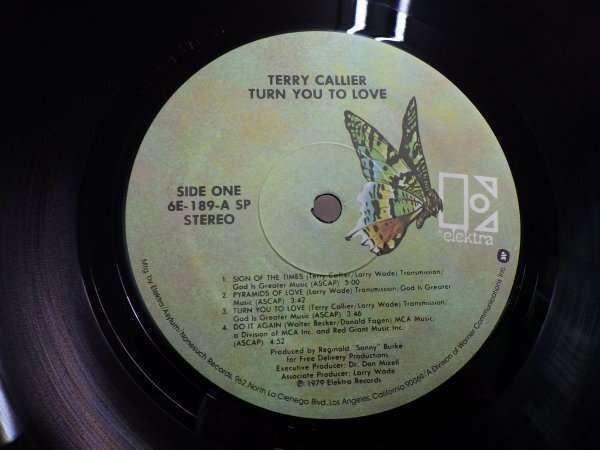 TERRY CALLIER
TURN YOU TO LOVE
SIDE ONE
6E-189-A SP
STEREO
elektra
1. SIGN OF THE TIMES (Terry Callier/Larry Wade) Transmission/
God Is Greater Music (ASCAP) 5:00
2. PYRAMIDS OF LOVE (Larry Wade) Transmission/God Is Greater
Music (ASCAP) 3:42
3. TURN YOU TO LOVE (Terry Callier/Larry Wade) Transmission/
God Is Greater Music (ASCAP) 3:46
4. DO IT AGAIN (Walter Becker/Donald Fagen) MCA Music,
a Division of MCA Inc. and Red Giant Music Inc.
(ASCAP) 4:52
Produced by Reginald "Sonny" Burke
for Free Delivery Productions.
Executive Producer: Dr. Don Mizell
Associate Producer: Larry Wade
℗ 1979 Elektra Records
Mfg. by Elektra/Asylum/Nonesuch Records, 962 North La Cienega Blvd., Los Angeles, California 90069/A Division of Warner Communications Inc.